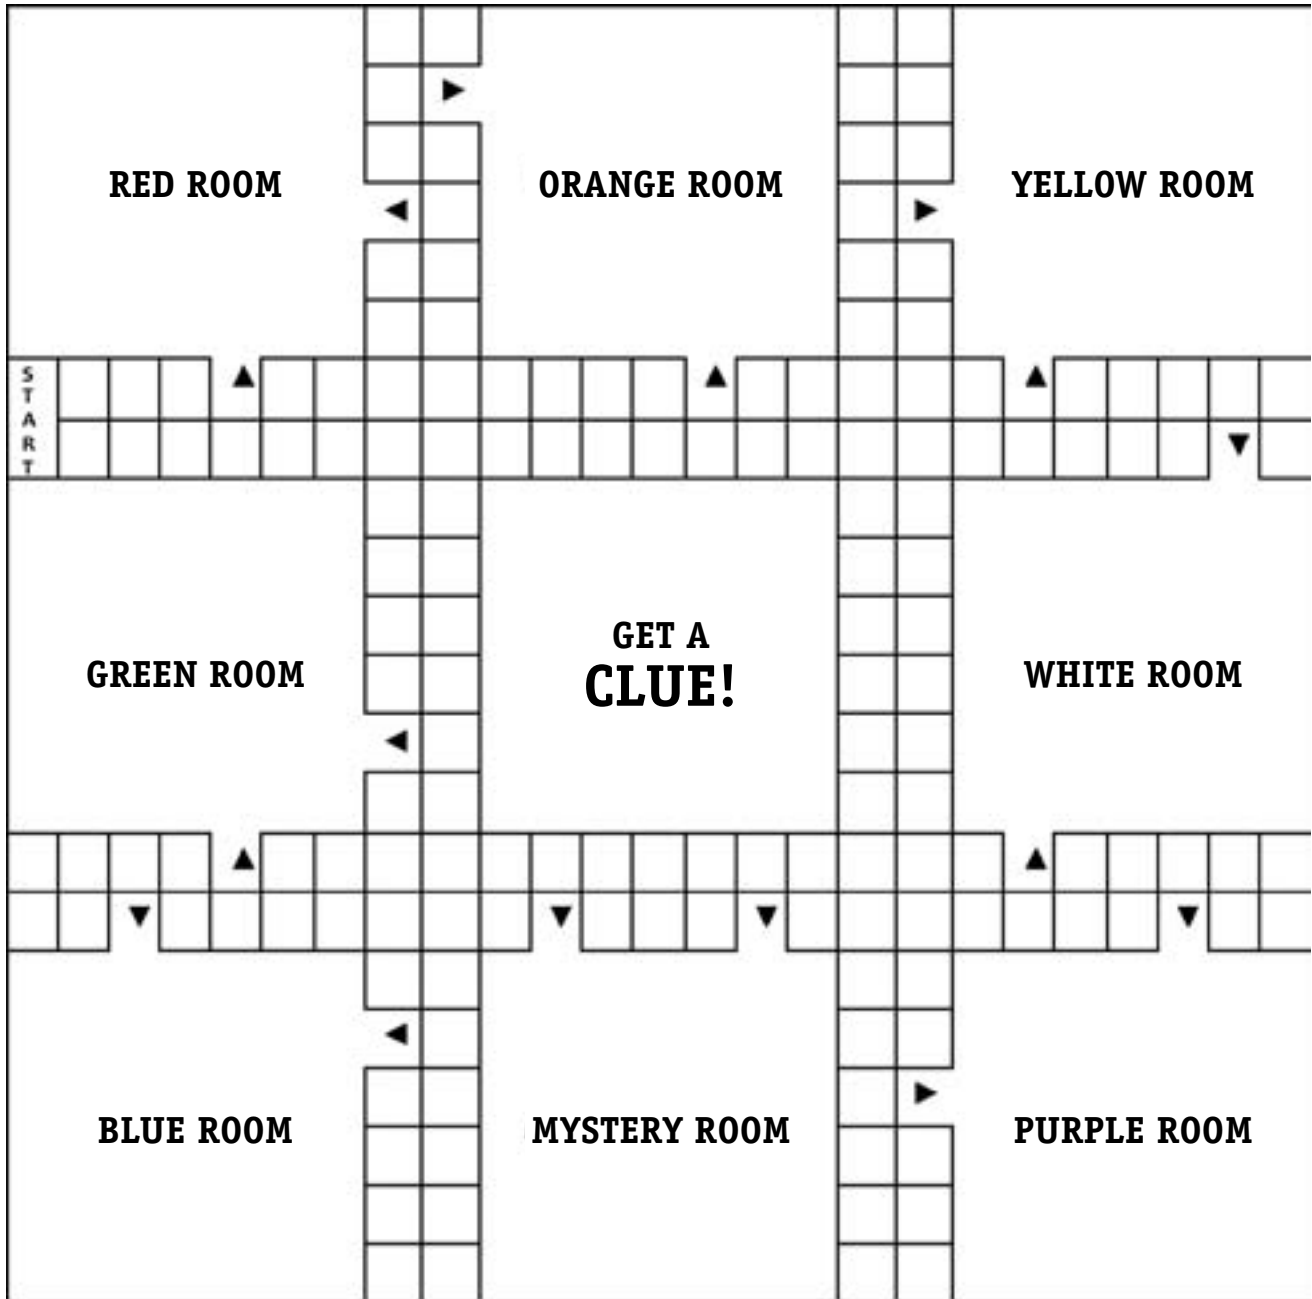 RED ROOM
ORANGE ROOM
YELLOW ROOM
START
GREEN ROOM
GET A
CLUE!
WHITE ROOM
BLUE ROOM
MYSTERY ROOM
PURPLE ROOM